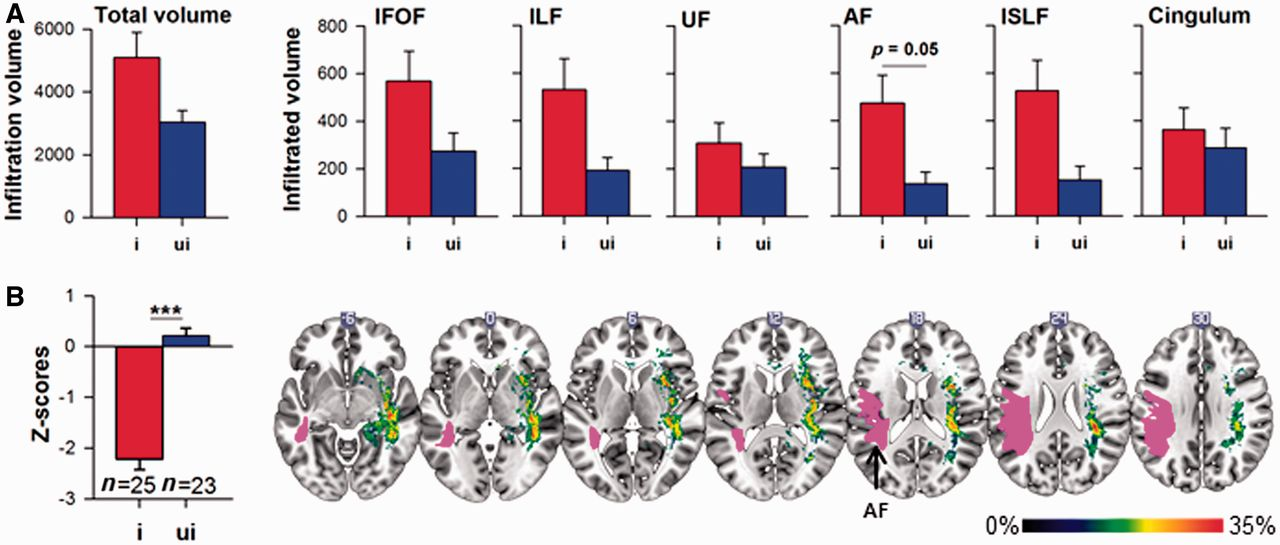 A
Total volume
Infiltration volume
6000
4000
2000
0
i ui
Infiltrated volume
800
600
400
200
0
IFOF
i ui
ILF
i ui
UF
i ui
AF
p = 0.05
i ui
ISLF
i ui
Cingulum
i ui
B
Z-scores
1
0
-1
-2
-3
***
n=25 n=23
i ui
-6 0 6 12 18 24 30
AF
0% 35%